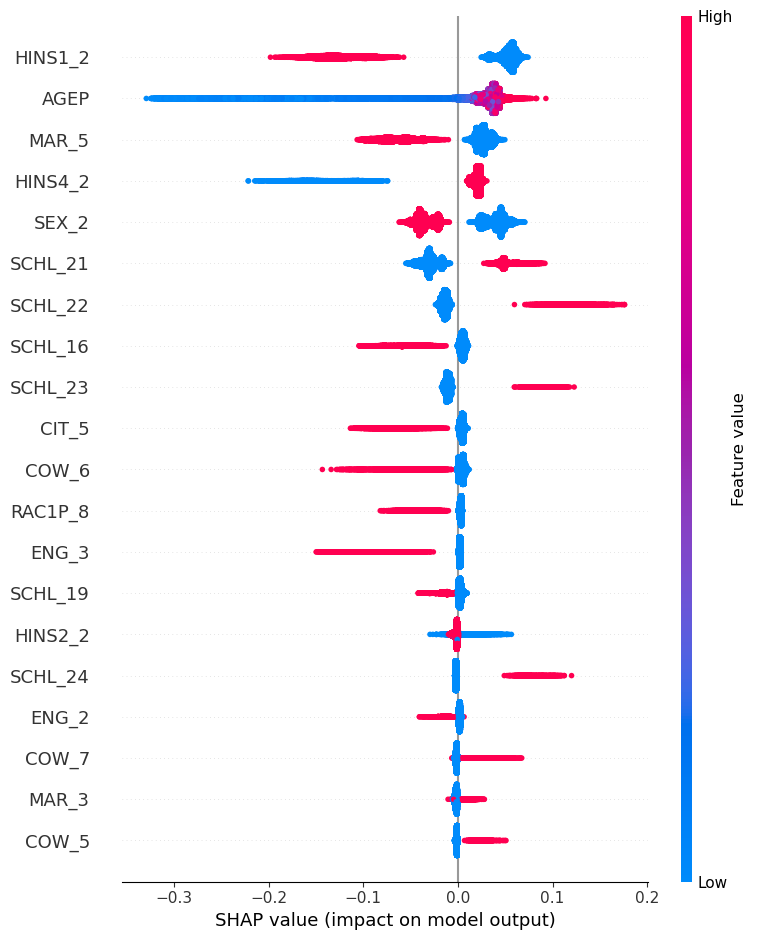 High
HINS1_2
AGEP
MAR_5
HINS4_2
SEX_2
SCHL_21
SCHL_22
SCHL_16
SCHL_23
CIT_5
COW_6
RAC1P_8
ENG_3
SCHL_19
HINS2_2
SCHL_24
ENG_2
COW_7
MAR_3
COW_5
Feature value
Low
−0.3 −0.2 −0.1 0.0 0.1 0.2
SHAP value (impact on model output)